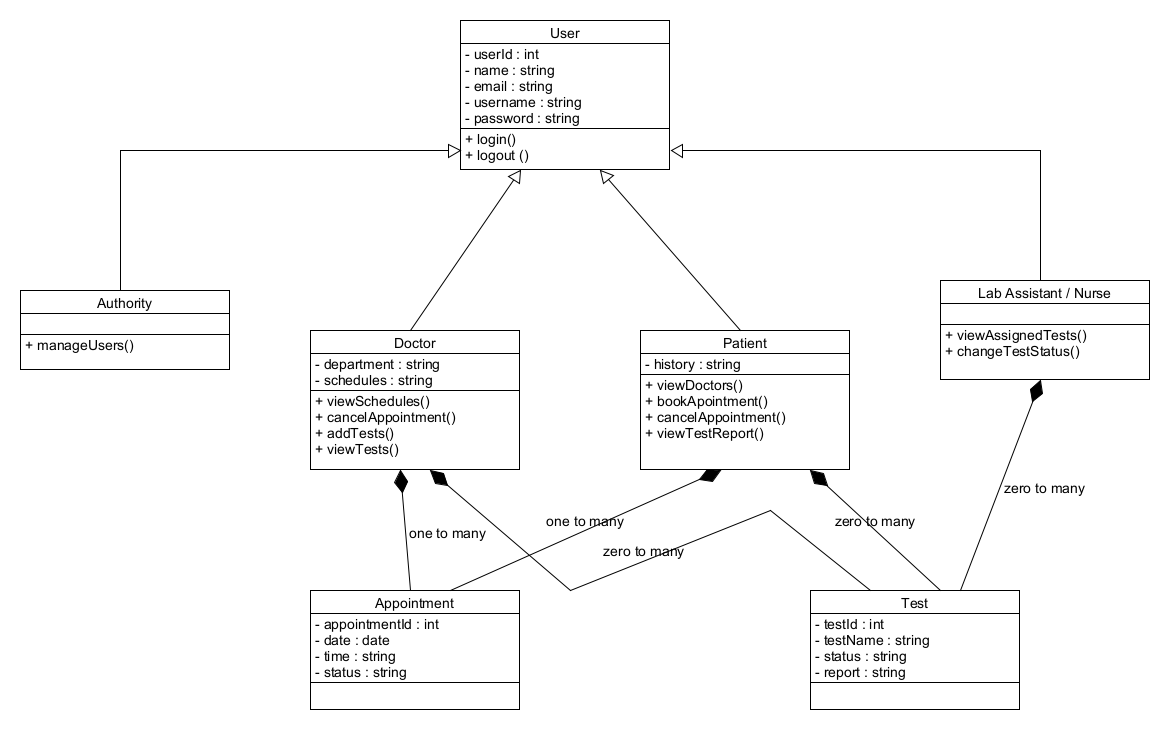 User
- userId : int
- name : string
- email : string
- username : string
- password : string
+ login()
+ logout ()
Authority
+ manageUsers()
Doctor
- department : string
- schedules : string
+ viewSchedules()
+ cancelAppointment()
+ addTests()
+ viewTests()
Patient
- history : string
+ viewDoctors()
+ bookApointment()
+ cancelAppointment()
+ viewTestReport()
Lab Assistant / Nurse
+ viewAssignedTests()
+ changeTestStatus()
zero to many
one to many
one to many
zero to many
zero to many
Appointment
- appointmentId : int
- date : date
- time : string
- status : string
Test
- testId : int
- testName : string
- status : string
- report : string